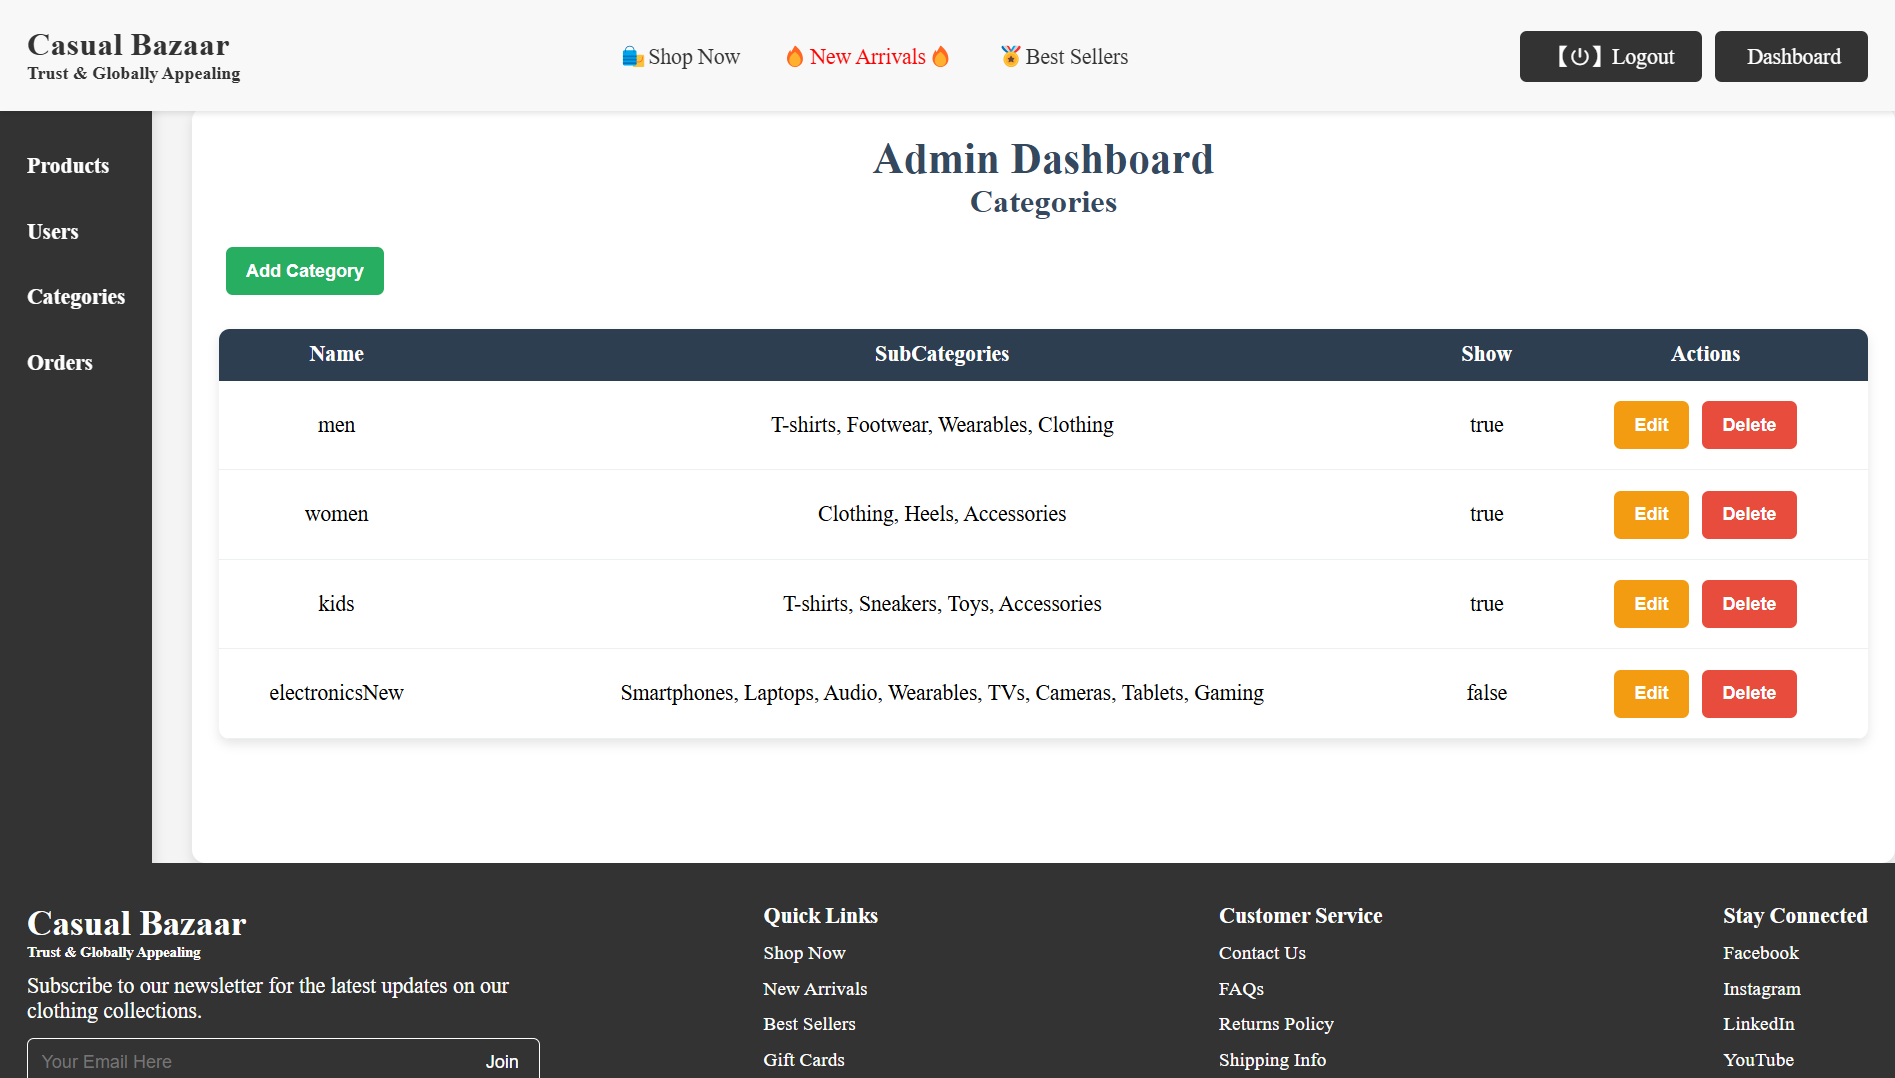 Casual Bazaar
Trust & Globally Appealing
🛍️ Shop Now
🔥 New Arrivals 🔥
🏅 Best Sellers
【⏻】Logout
Dashboard
Products
Users
Categories
Orders
Admin Dashboard
Categories
Add Category
Name SubCategories Show Actions
men T-shirts, Footwear, Wearables, Clothing true Edit Delete
women Clothing, Heels, Accessories true Edit Delete
kids T-shirts, Sneakers, Toys, Accessories true Edit Delete
electronicsNew Smartphones, Laptops, Audio, Wearables, TVs, Cameras, Tablets, Gaming false Edit Delete
Casual Bazaar
Trust & Globally Appealing
Subscribe to our newsletter for the latest updates on our
clothing collections.
Your Email Here Join
Quick Links
Shop Now
New Arrivals
Best Sellers
Gift Cards
Customer Service
Contact Us
FAQs
Returns Policy
Shipping Info
Stay Connected
Facebook
Instagram
LinkedIn
YouTube